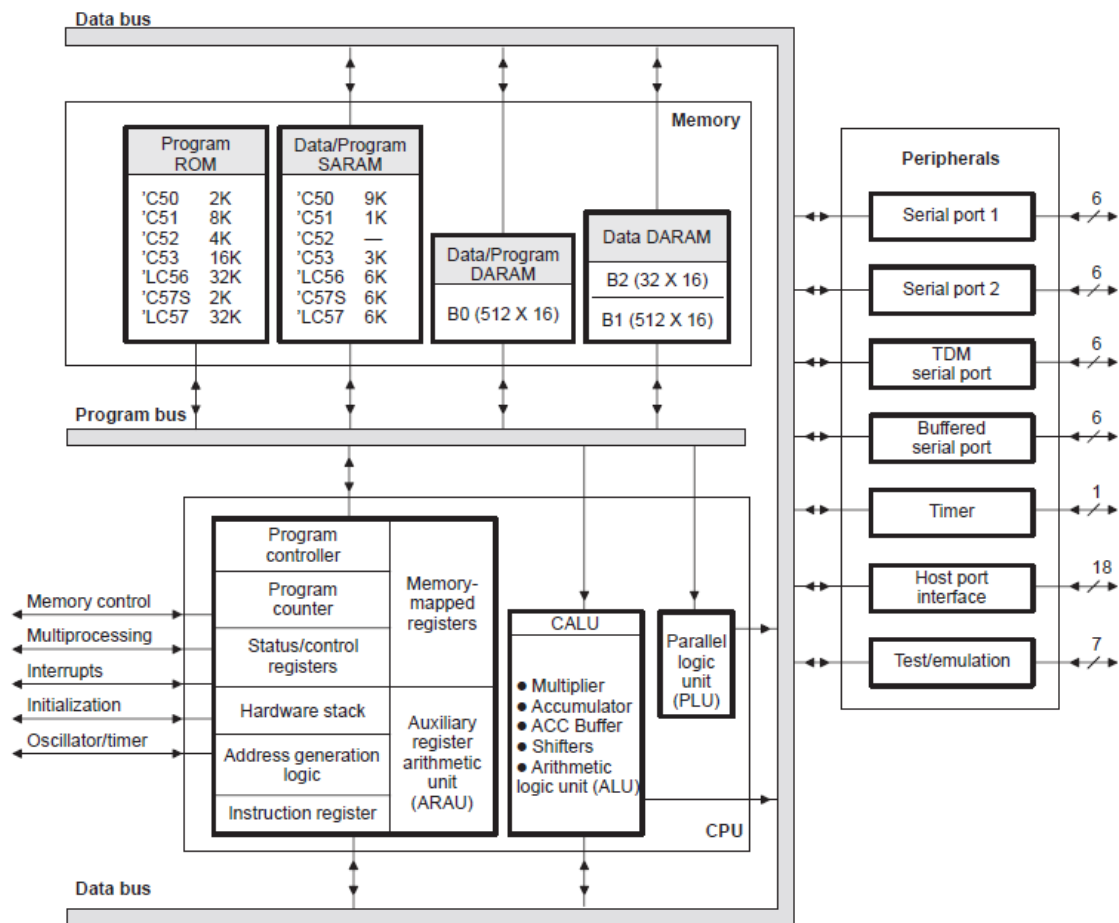 Data bus
Memory
Program
ROM
'C50 2K
'C51 8K
'C52 4K
'C53 16K
'LC56 32K
'C57S 2K
'LC57 32K
Data/Program
SARAM
'C50 9K
'C51 1K
'C52 —
'C53 3K
'LC56 6K
'C57S 6K
'LC57 6K
Data/Program
DARAM
B0 (512 X 16)
Data DARAM
B2 (32 X 16)
B1 (512 X 16)
Program bus
Memory control
Multiprocessing
Interrupts
Initialization
Oscillator/timer
Program
controller
Program
counter
Status/control
registers
Hardware stack
Address generation
logic
Instruction register
Memory-
mapped
registers
Auxiliary
register
arithmetic
unit
(ARAU)
CALU
● Multiplier
● Accumulator
● ACC Buffer
● Shifters
● Arithmetic
logic unit (ALU)
Parallel
logic
unit
(PLU)
CPU
Data bus
Peripherals
Serial port 1
6
Serial port 2
6
TDM
serial port
6
Buffered
serial port
6
Timer
1
Host port
interface
18
Test/emulation
7